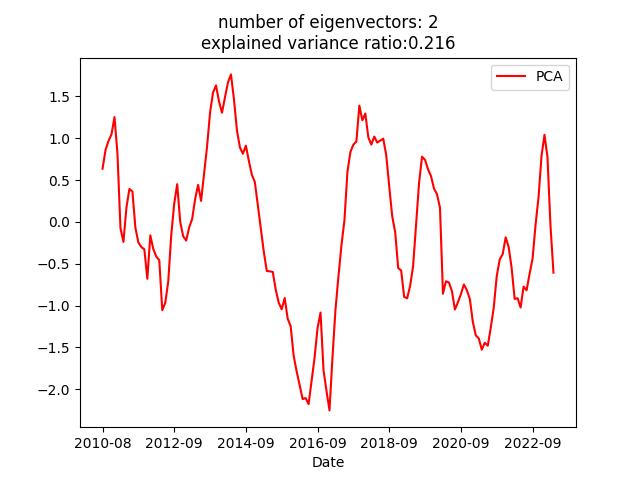 number of eigenvectors: 2
explained variance ratio:0.216
PCA
1.5
1.0
0.5
0.0
−0.5
−1.0
−1.5
−2.0
2010-08 2012-09 2014-09 2016-09 2018-09 2020-09 2022-09
Date